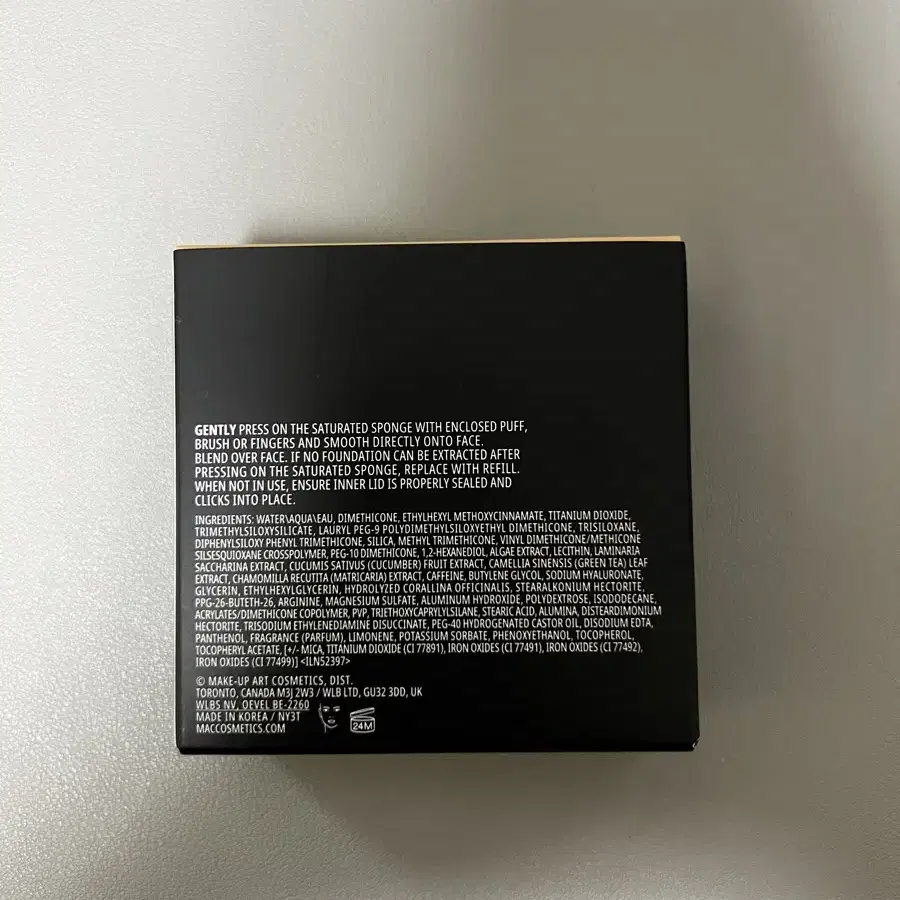 GENTLY PRESS ON THE SATURATED SPONGE WITH ENCLOSED PUFF,
BRUSH OR FINGERS AND SMOOTH DIRECTLY ONTO FACE.
BLEND OVER FACE. IF NO FOUNDATION CAN BE EXTRACTED AFTER
PRESSING ON THE SATURATED SPONGE, REPLACE WITH REFILL.
WHEN NOT IN USE, ENSURE INNER LID IS PROPERLY SEALED AND
CLICKS INTO PLACE.
INGREDIENTS: WATER\AQUA\EAU, DIMETHICONE, ETHYLHEXYL METHOXYCINNAMATE, TITANIUM DIOXIDE,
TRIMETHYLSILOXYSILICATE, LAURYL PEG-9 POLYDIMETHYLSILOXYETHYL DIMETHICONE, TRISILOXANE,
DIPHENYLSILOXY PHENYL TRIMETHICONE, SILICA, METHYL TRIMETHICONE, VINYL DIMETHICONE/METHICONE
SILSESQUIOXANE CROSSPOLYMER, PEG-10 DIMETHICONE, 1,2-HEXANEDIOL, ALGAE EXTRACT, LECITHIN, LAMINARIA
SACCHARINA EXTRACT, CUCUMIS SATIVUS (CUCUMBER) FRUIT EXTRACT, CAMELLIA SINENSIS (GREEN TEA) LEAF
EXTRACT, CHAMOMILLA RECUTITA (MATRICARIA) EXTRACT, CAFFEINE, BUTYLENE GLYCOL, SODIUM HYALURONATE,
GLYCERIN, ETHYLHEXYLGLYCERIN, HYDROLYZED CORALLINA OFFICINALIS, STEARALKONIUM HECTORITE,
PPG-26-BUTETH-26, ARGININE, MAGNESIUM SULFATE, ALUMINUM HYDROXIDE, POLYDEXTROSE, ISODODECANE,
ACRYLATES/DIMETHICONE COPOLYMER, PVP, TRIETHOXYCAPRYLYLSILANE, STEARIC ACID, ALUMINA, DISTEARDIMONIUM
HECTORITE, TRISODIUM ETHYLENEDIAMINE DISUCCINATE, PEG-40 HYDROGENATED CASTOR OIL, DISODIUM EDTA,
PANTHENOL, FRAGRANCE (PARFUM), LIMONENE, POTASSIUM SORBATE, PHENOXYETHANOL, TOCOPHEROL,
TOCOPHERYL ACETATE, [+/- MICA, TITANIUM DIOXIDE (CI 77891), IRON OXIDES (CI 77491), IRON OXIDES (CI 77492),
IRON OXIDES (CI 77499)] <ILN52397>
© MAKE-UP ART COSMETICS, DIST.
TORONTO, CANADA M3J 2W3 / WLB LTD, GU32 3DD, UK
WLBS NV, OEVEL BE-2260
MADE IN KOREA / NY3T
MACCOSMETICS.COM
24M